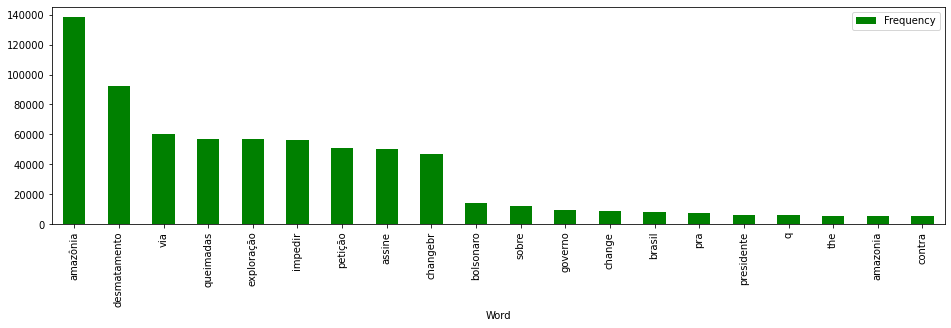 140000
120000
100000
80000
60000
40000
20000
0
Frequency
amazônia
desmatamento
via
queimadas
exploração
impedir
petição
assine
changebr
bolsonaro
sobre
governo
change
brasil
pra
presidente
q
the
amazonia
contra
Word